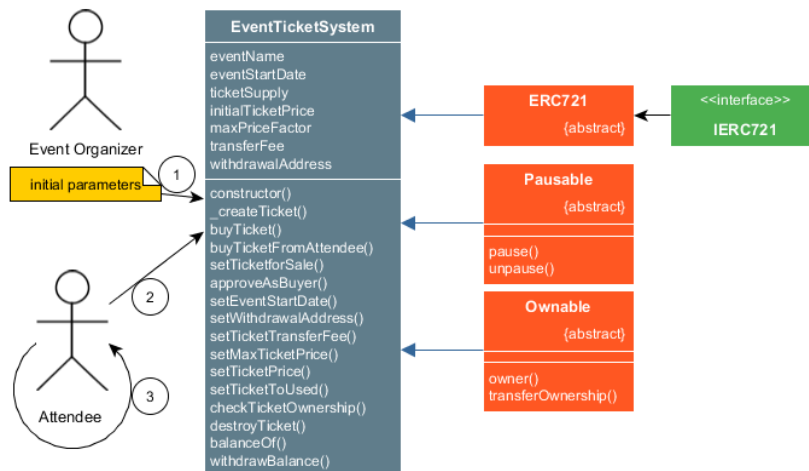 Event Organizer
initial parameters
1
2
3
Attendee
EventTicketSystem
eventName
eventStartDate
ticketSupply
initialTicketPrice
maxPriceFactor
transferFee
withdrawalAddress
constructor()
_createTicket()
buyTicket()
buyTicketFromAttendee()
setTicketforSale()
approveAsBuyer()
setEventStartDate()
setWithdrawalAddress()
setTicketTransferFee()
setMaxTicketPrice()
setTicketPrice()
setTicketToUsed()
checkTicketOwnership()
destroyTicket()
balanceOf()
withdrawBalance()
ERC721
{abstract}
<<interface>>
IERC721
Pausable
{abstract}
pause()
unpause()
Ownable
{abstract}
owner()
transferOwnership()